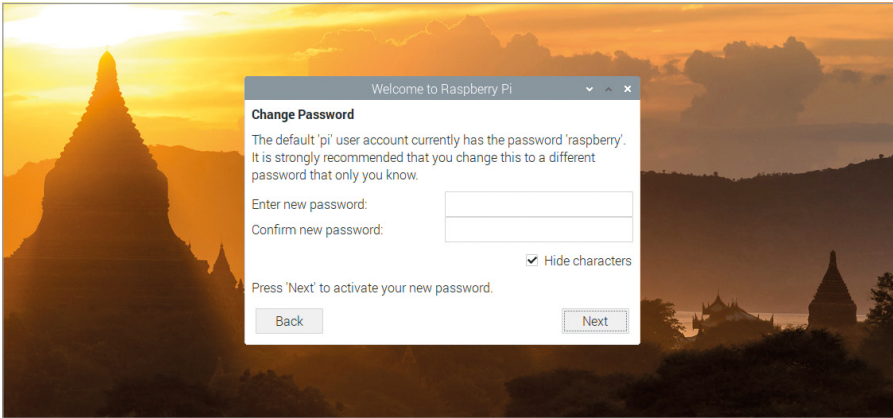 Welcome to Raspberry Pi
Change Password
The default 'pi' user account currently has the password 'raspberry'.
It is strongly recommended that you change this to a different
password that only you know.
Enter new password:
Confirm new password:
Hide characters
Press 'Next' to activate your new password.
Back
Next